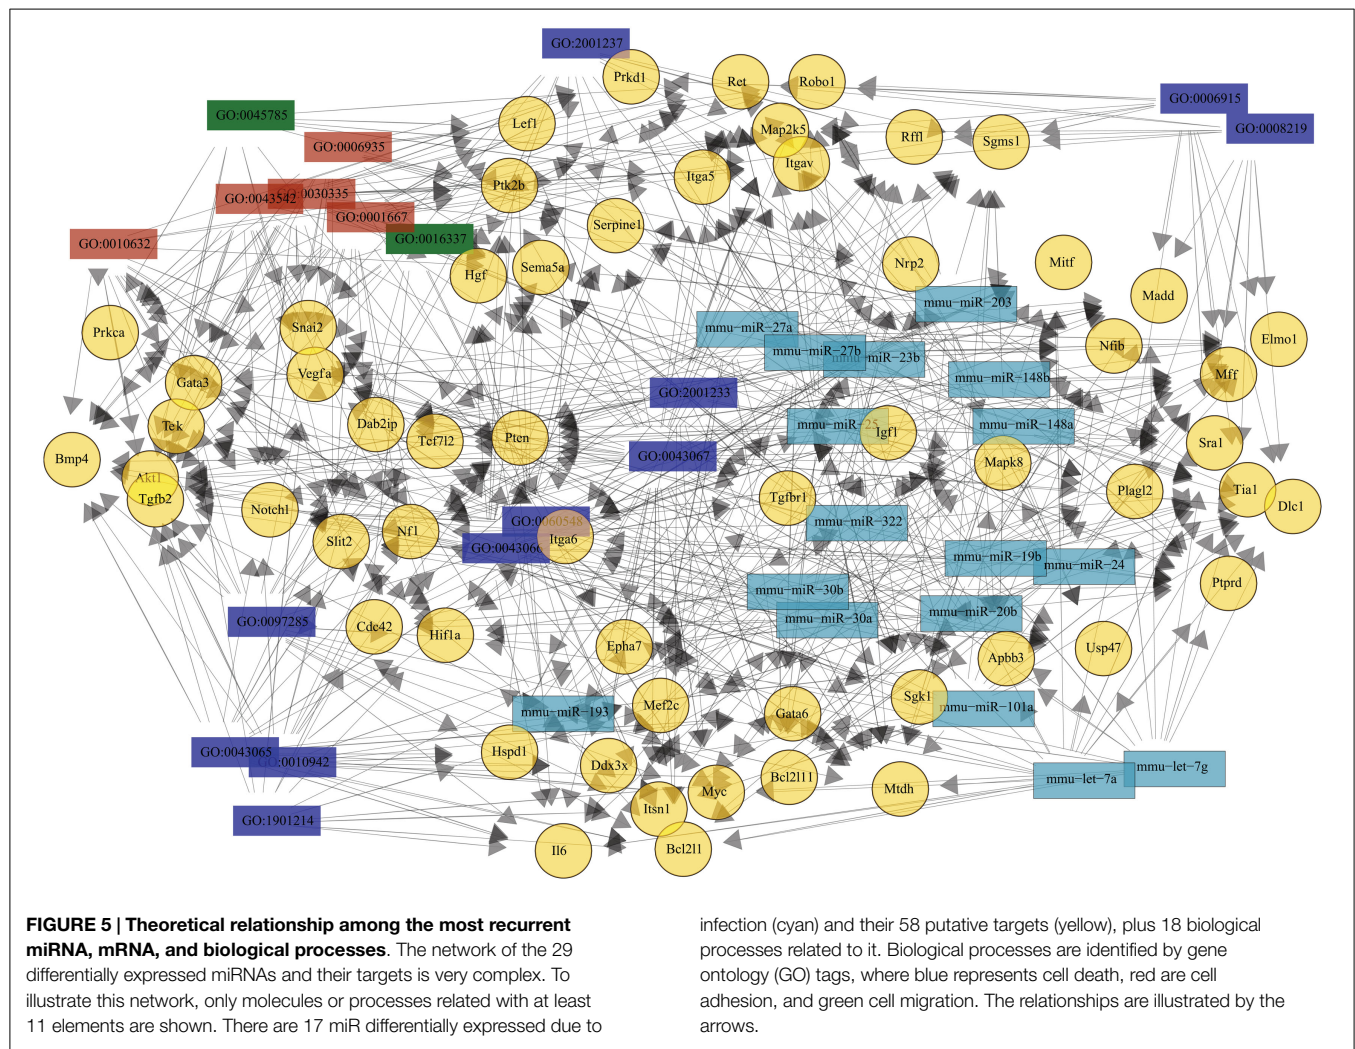 GO:2001237
Prkd1
Ret
Robo1
GO:0006915
GO:0008219
GO:0045785
Lef1
Map2k5
Rffl
Sgms1
GO:0006935
Itgav
Itga5
Ptk2b
GO:0043542
GO:0030335
GO:0001667
Serpine1
GO:0016337
GO:0010632
Hgf
Sema5a
Nrp2
Mitf
Madd
mmu-miR-203
Prkca
Snai2
mmu-miR-27a
mmu-miR-27b
mmu-miR-23b
Nfib
Elmo1
Gata3
Vegfa
mmu-miR-148b
Mff
GO:2001233
Tek
Dab2ip
Tcf7l2
Pten
mmu-miR-25
Igf1
mmu-miR-148a
Sra1
Bmp4
GO:0043067
Mapk8
Akt1
Tgfb2
Tgfbr1
Plagl2
Tia1
Dlc1
Notch1
GO:0060548
mmu-miR-322
Slit2
Nf1
GO:0043066
Itga6
mmu-miR-19b
mmu-miR-24
Ptprd
mmu-miR-30b
mmu-miR-30a
mmu-miR-20b
GO:0097285
Cdc42
Hif1a
Epha7
Apbb3
Usp47
Sgk1
mmu-miR-101a
mmu-miR-193
Mef2c
Gata6
GO:0043065
GO:0010942
Hspd1
Ddx3x
Bcl2l11
Mtdh
mmu-let-7a
mmu-let-7g
Itsn1
Myc
GO:1901214
Il6
Bcl2l1
FIGURE 5 | Theoretical relationship among the most recurrent
miRNA, mRNA, and biological processes. The network of the 29
differentially expressed miRNAs and their targets is very complex. To
illustrate this network, only molecules or processes related with at least
11 elements are shown. There are 17 miR differentially expressed due to
infection (cyan) and their 58 putative targets (yellow), plus 18 biological
processes related to it. Biological processes are identified by gene
ontology (GO) tags, where blue represents cell death, red are cell
adhesion, and green cell migration. The relationships are illustrated by the
arrows.